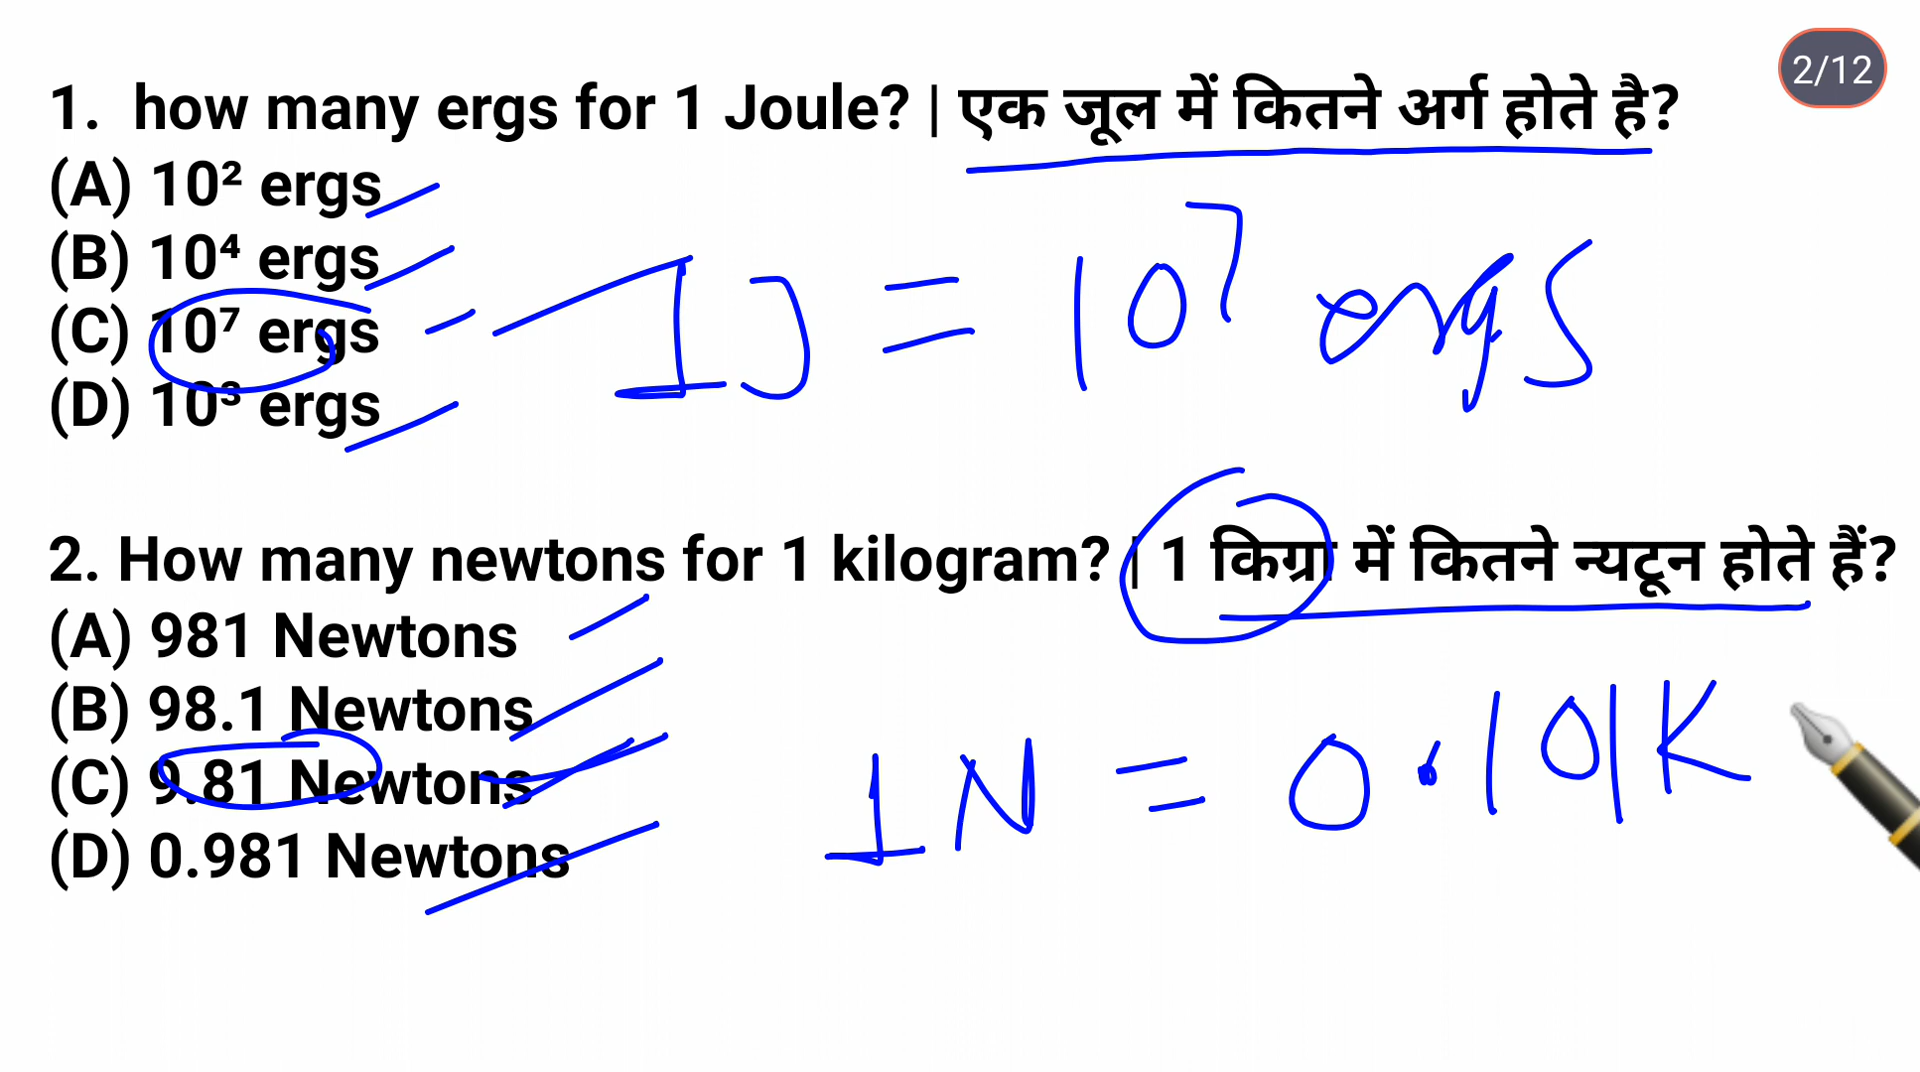 2/12
1. how many ergs for 1 Joule? | एक जूल में कितने अर्ग होते है?
(A) 10² ergs
(B) 10⁴ ergs
(C) 10⁷ ergs
(D) 10³ ergs
1J = 10⁷ ergs
2. How many newtons for 1 kilogram? | 1 किग्रा में कितने न्यटून होते हैं?
(A) 981 Newtons
(B) 98.1 Newtons
(C) 9.81 Newtons
(D) 0.981 Newtons
1N = 0.101K